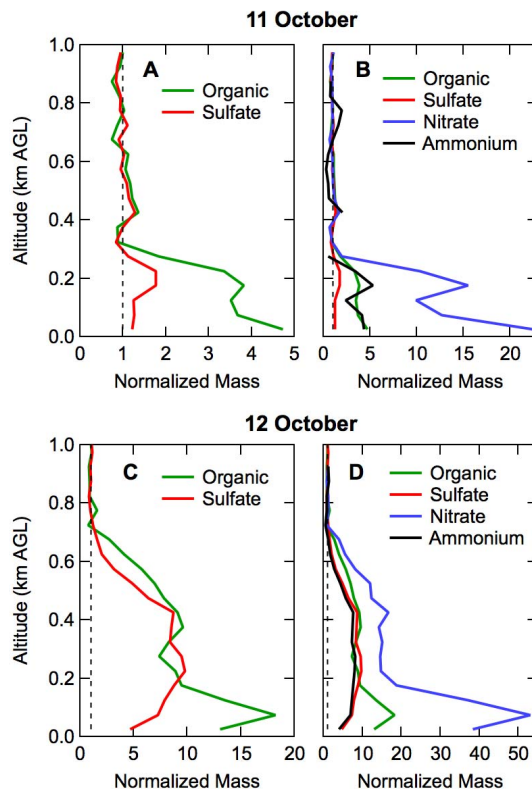 11 October
A
Organic
Sulfate
B
Organic
Sulfate
Nitrate
Ammonium
Altitude (km AGL)
1.0
0.8
0.6
0.4
0.2
0.0
0 1 2 3 4 5
0 5 10 15 20
Normalized Mass
Normalized Mass
12 October
C
Organic
Sulfate
D
Organic
Sulfate
Nitrate
Ammonium
Altitude (km AGL)
1.0
0.8
0.6
0.4
0.2
0.0
0 5 10 15 20
0 10 20 30 40 50
Normalized Mass
Normalized Mass